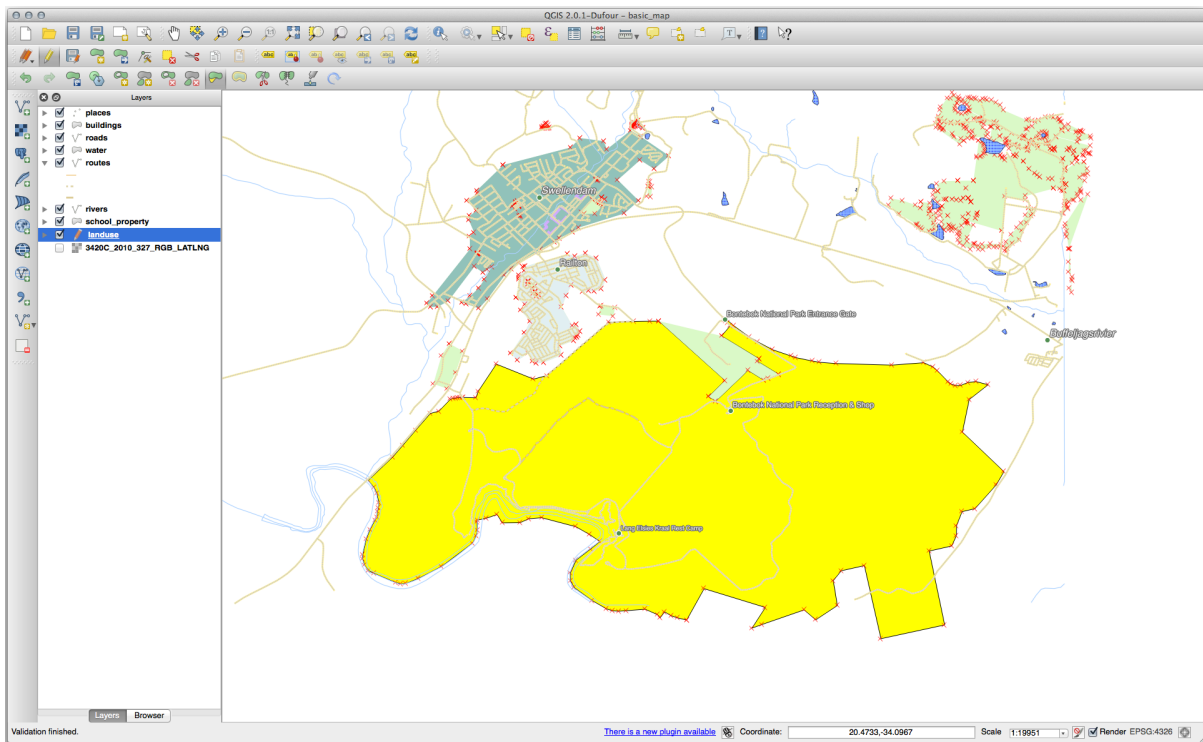 QGIS 2.0.1-Dufour – basic_map
Layers
places
buildings
roads
water
routes
rivers
school_property
landuse
3420C_2010_327_RGB_LATLNG
Swellendam
Railton
Bontebok National Park Entrance Gate
Buffeljagsrivier
Bontebok National Park Reception & Shop
Lang Elsies Kraal Rest Camp
Layers Browser
Validation finished.
There is a new plugin available
Coordinate: 20.4733,-34.0967
Scale 1:19951
Render EPSG:4326